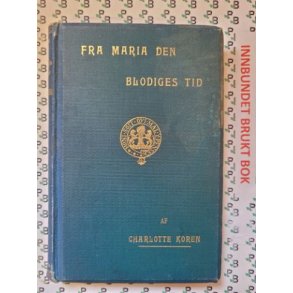 FRA MARIA DEN
BLODIGES TID
AF
CHARLOTTE KOREN
INNBUNDET BRUKT BOK